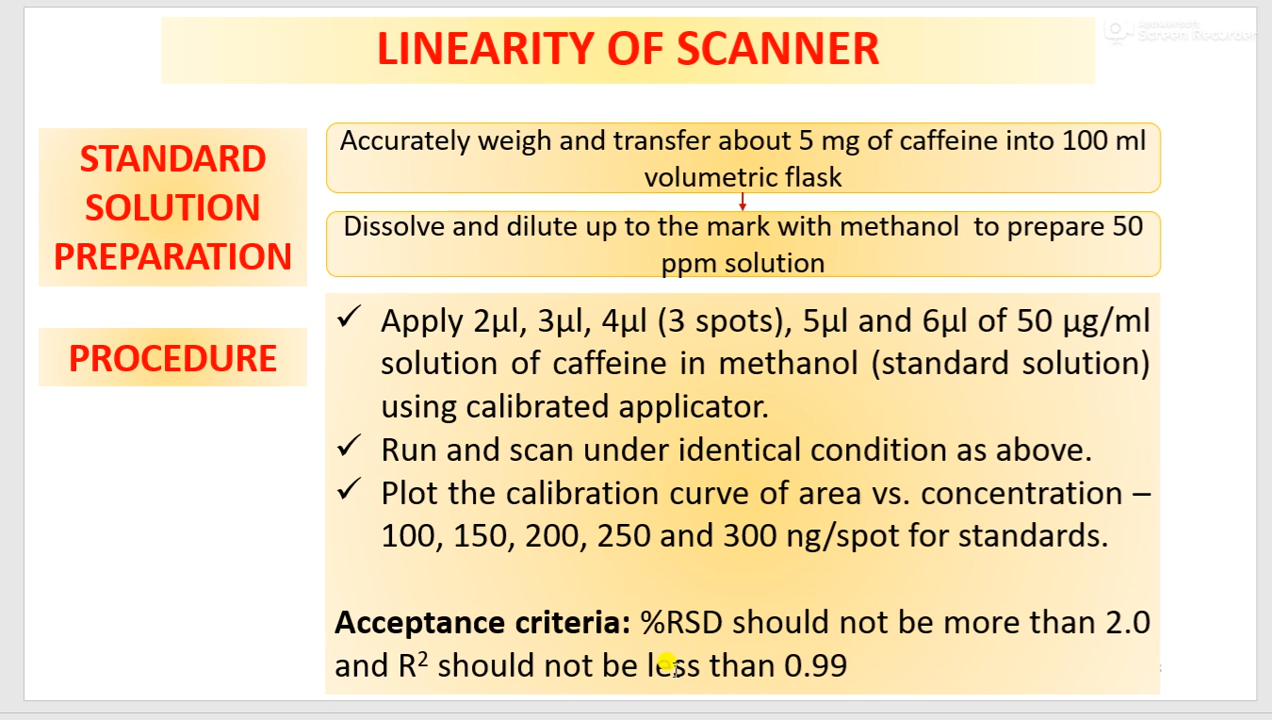 LINEARITY OF SCANNER
Apowersoft
Screen Recorder
STANDARD
SOLUTION
PREPARATION
Accurately weigh and transfer about 5 mg of caffeine into 100 ml
volumetric flask
Dissolve and dilute up to the mark with methanol to prepare 50
ppm solution
PROCEDURE
✓ Apply 2µl, 3µl, 4µl (3 spots), 5µl and 6µl of 50 µg/ml
solution of caffeine in methanol (standard solution)
using calibrated applicator.
✓ Run and scan under identical condition as above.
✓ Plot the calibration curve of area vs. concentration –
100, 150, 200, 250 and 300 ng/spot for standards.
Acceptance criteria: %RSD should not be more than 2.0
and R² should not be less than 0.99